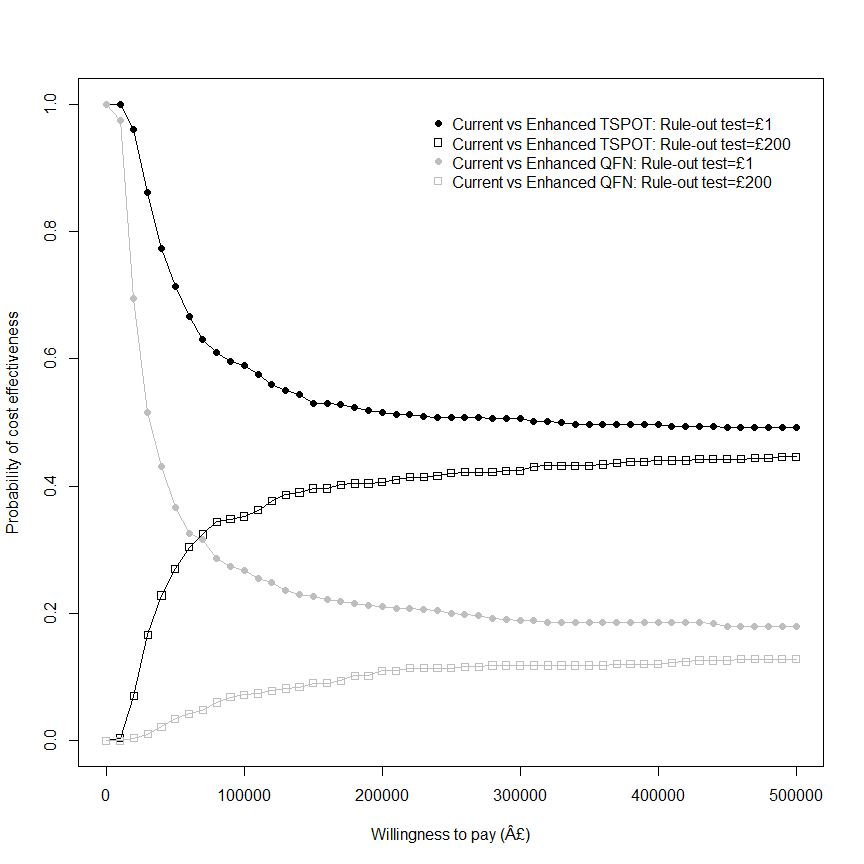 Current vs Enhanced TSPOT: Rule-out test=£1
Current vs Enhanced TSPOT: Rule-out test=£200
Current vs Enhanced QFN: Rule-out test=£1
Current vs Enhanced QFN: Rule-out test=£200
Probability of cost effectiveness
1.0
0.8
0.6
0.4
0.2
0.0
0 100000 200000 300000 400000 500000
Willingness to pay (Â£)